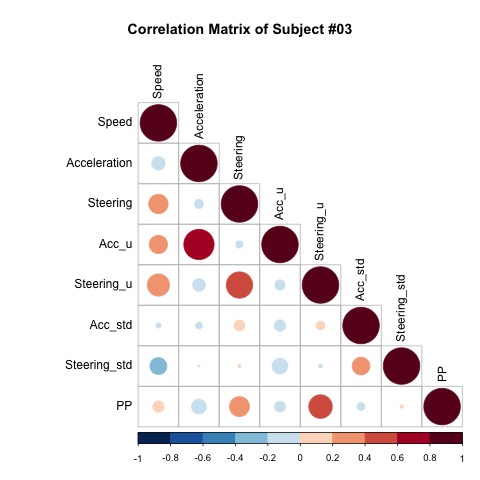 Correlation Matrix of Subject #03
Speed
Acceleration
Steering
Acc_u
Steering_u
Acc_std
Steering_std
PP
Speed
Acceleration
Steering
Acc_u
Steering_u
Acc_std
Steering_std
PP
-1 -0.8 -0.6 -0.4 -0.2 0 0.2 0.4 0.6 0.8 1